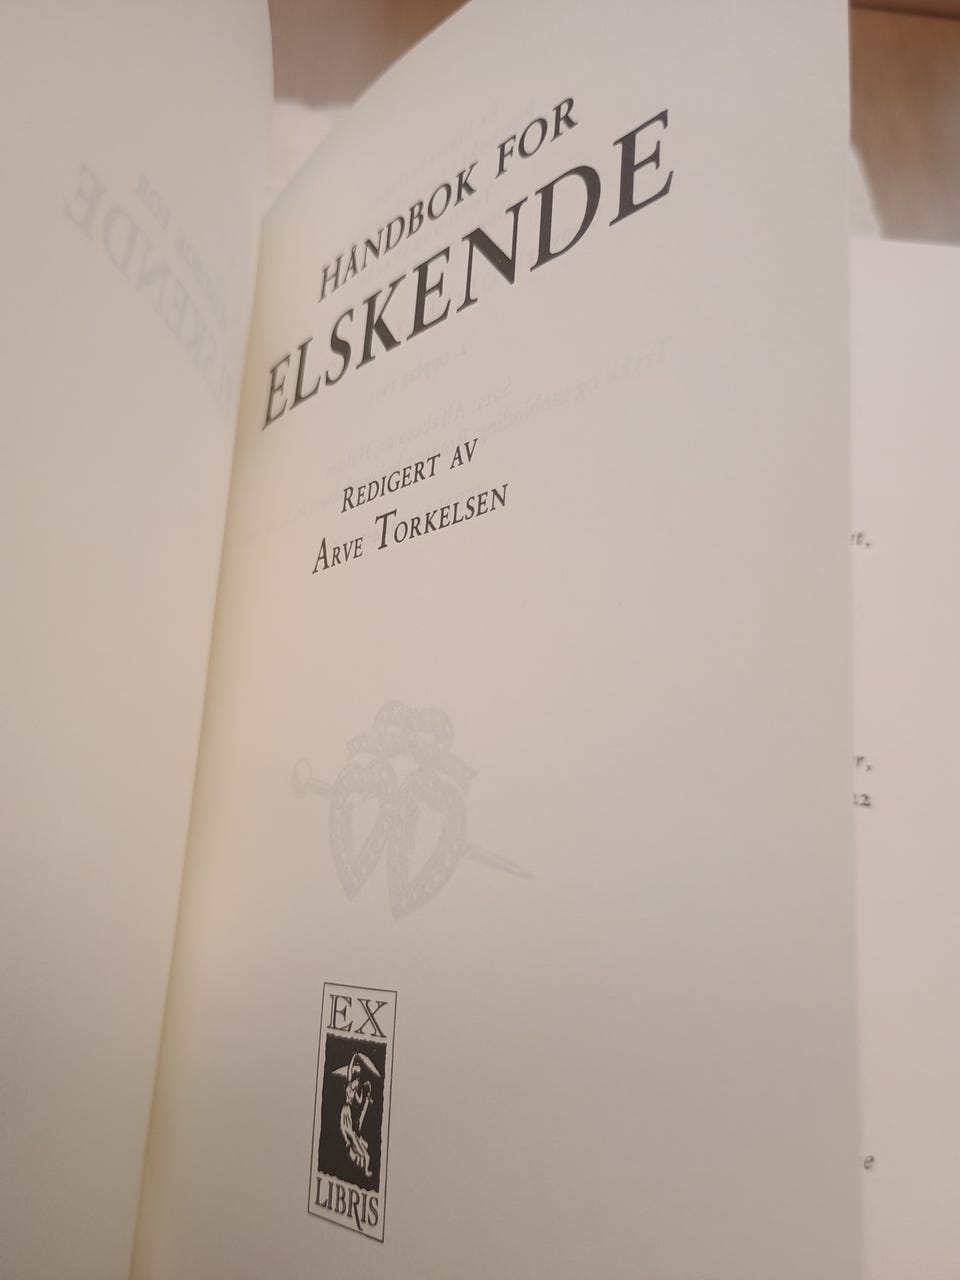 HÅNDBOK FOR
ELSKENDE
REDIGERT AV
ARVE TORKELSEN
EX
LIBRIS